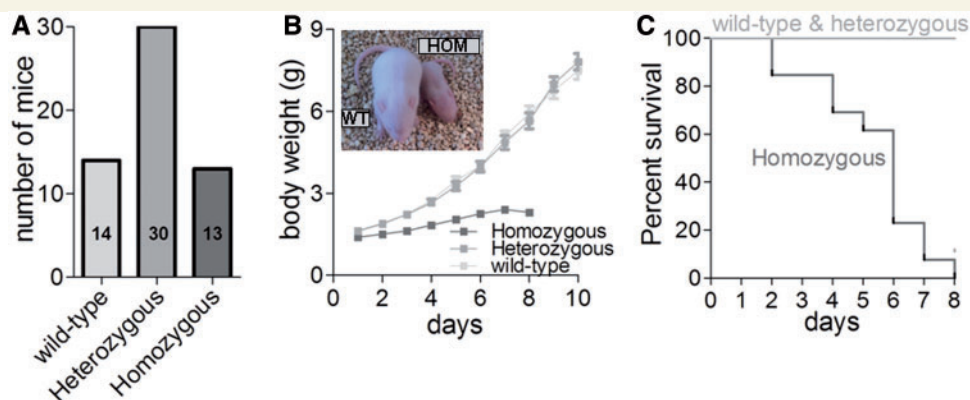 A
number of mice
30
20
10
0
14
30
13
wild-type
Heterozygous
Homozygous
B
body weight (g)
9
6
3
0
HOM
WT
Homozygous
Heterozygous
wild-type
0 2 4 6 8 10
days
C
wild-type & heterozygous
Percent survival
100
80
60
40
20
0
Homozygous
0 1 2 3 4 5 6 7 8
days